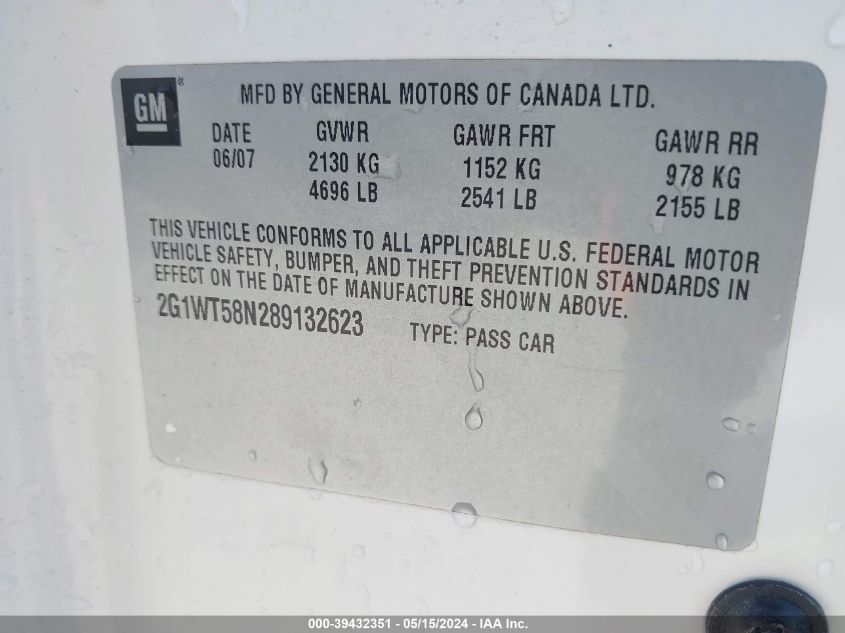 GM®
MFD BY GENERAL MOTORS OF CANADA LTD.
DATE GVWR GAWR FRT GAWR RR
06/07 2130 KG 1152 KG 978 KG
4696 LB 2541 LB 2155 LB
THIS VEHICLE CONFORMS TO ALL APPLICABLE U.S. FEDERAL MOTOR
VEHICLE SAFETY, BUMPER, AND THEFT PREVENTION STANDARDS IN
EFFECT ON THE DATE OF MANUFACTURE SHOWN ABOVE.
2G1WT58N289132623 TYPE: PASS CAR
000-39432351 - 05/15/2024 - IAA Inc.